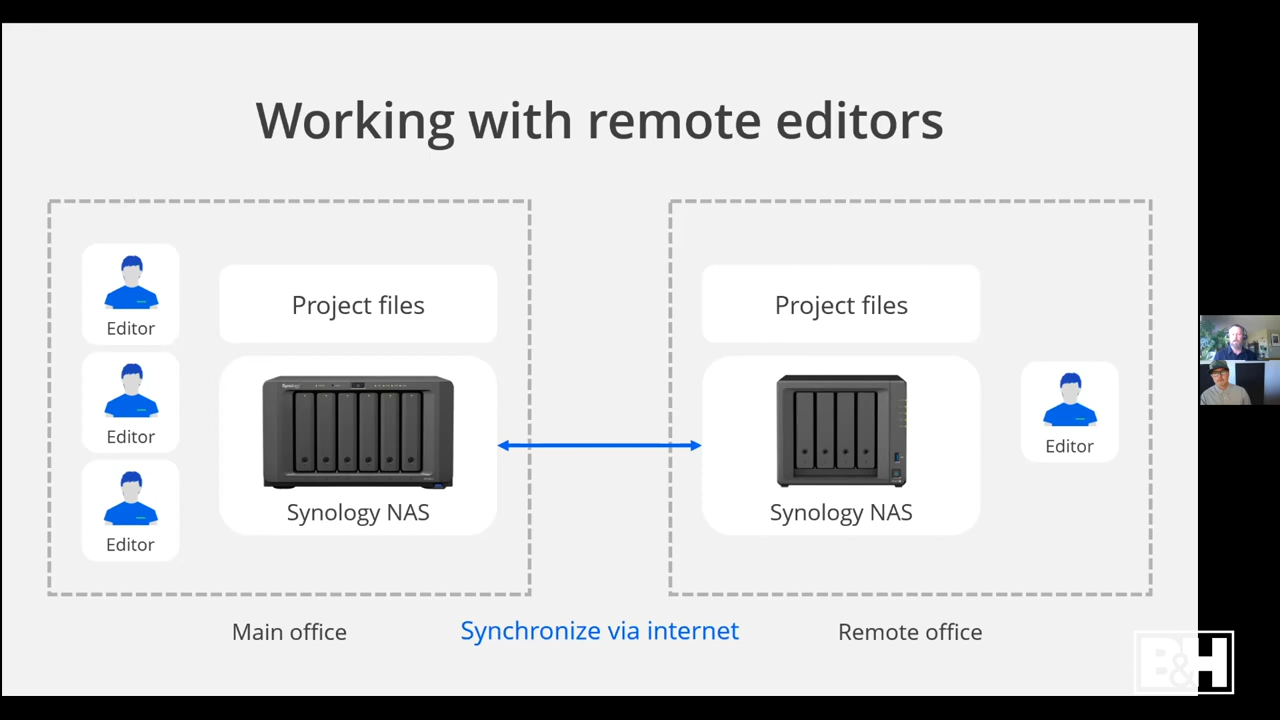 Working with remote editors
Editor
Editor
Editor
Project files
Synology NAS
Project files
Synology NAS
Editor
Main office
Synchronize via internet
Remote office
B&H